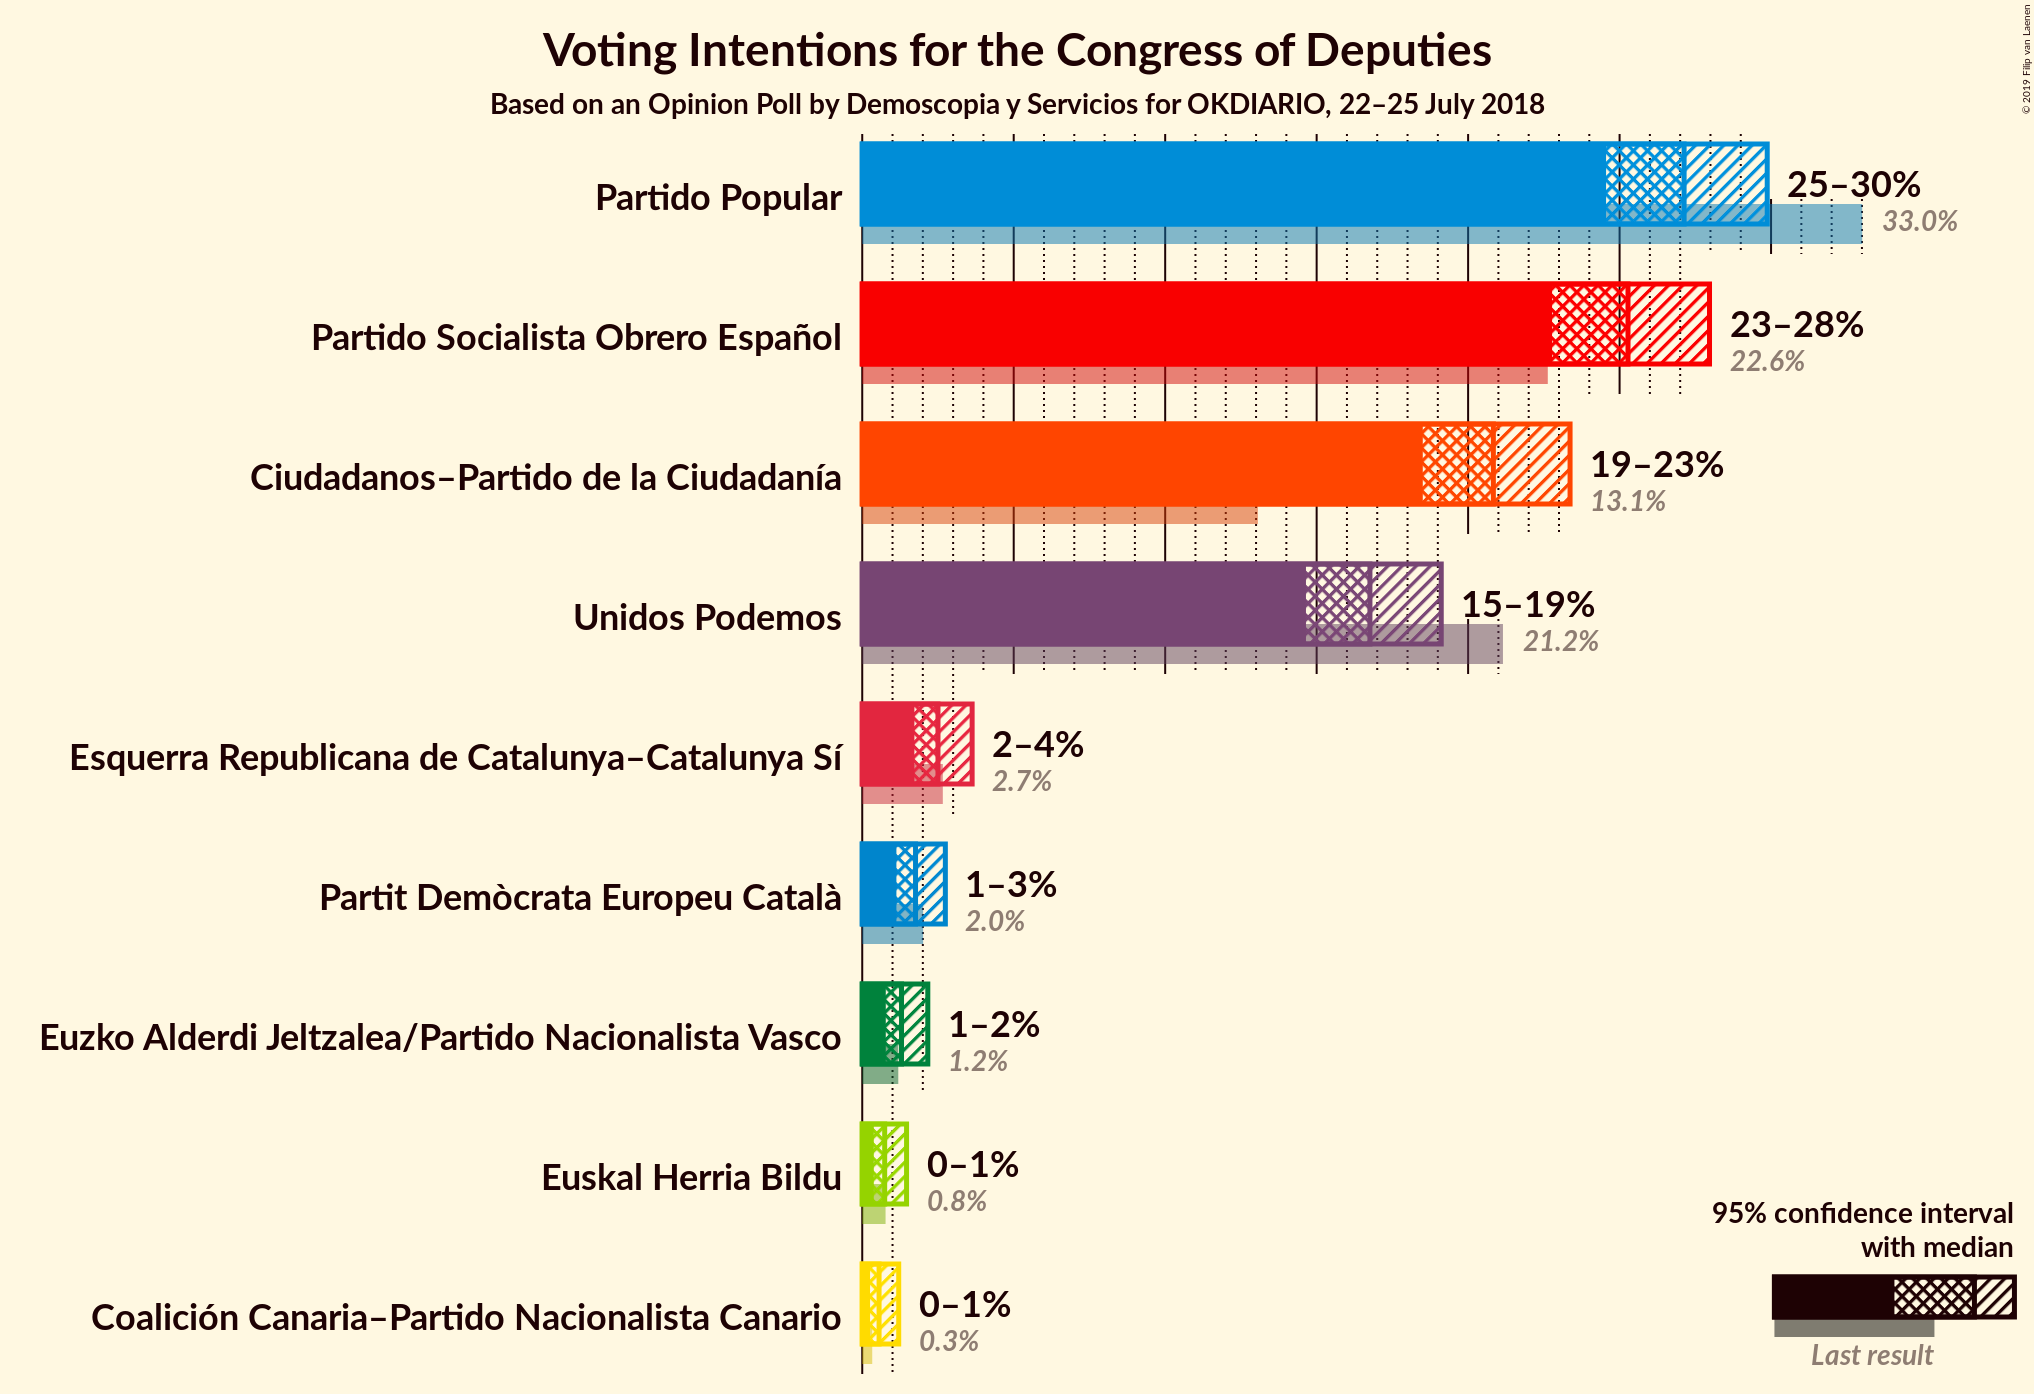 Voting Intentions for the Congress of Deputies
Based on an Opinion Poll by Demoscopia y Servicios for OKDIARIO, 22–25 July 2018
© 2019 Filip van Laenen
Partido Popular
25–30%
33.0%
Partido Socialista Obrero Español
23–28%
22.6%
Ciudadanos–Partido de la Ciudadanía
19–23%
13.1%
Unidos Podemos
15–19%
21.2%
Esquerra Republicana de Catalunya–Catalunya Sí
2–4%
2.7%
Partit Demòcrata Europeu Català
1–3%
2.0%
Euzko Alderdi Jeltzalea/Partido Nacionalista Vasco
1–2%
1.2%
Euskal Herria Bildu
0–1%
0.8%
Coalición Canaria–Partido Nacionalista Canario
0–1%
0.3%
95% confidence interval
with median
Last result